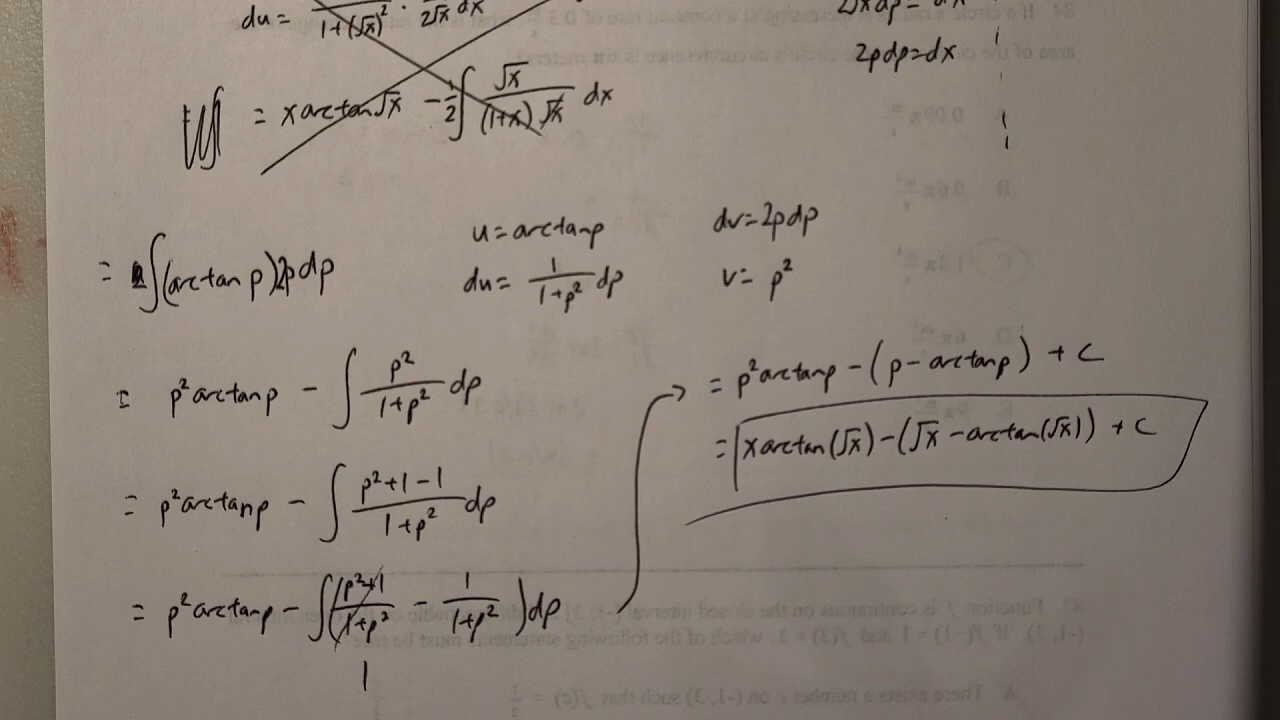 du = 1/(1+(√x)²) · 1/(2√x) dx
2√x dp = dx
2pdp=dx
= x arctan√x - 1/2 ∫ √x/((1+x)√x) dx
= ∫(arctan p)2p dp
u = arctan p
dv = 2p dp
du = 1/(1+p²) dp
v = p²
= p² arctan p - ∫ p²/(1+p²) dp
= p² arctan p - ∫ (p²+1-1)/(1+p²) dp
= p² arctan p - ∫((p²+1)/(1+p²) - 1/(1+p²))dp
1
→ = p² arctan p - (p - arctan p) + C
= x arctan(√x) - (√x - arctan(√x)) + C